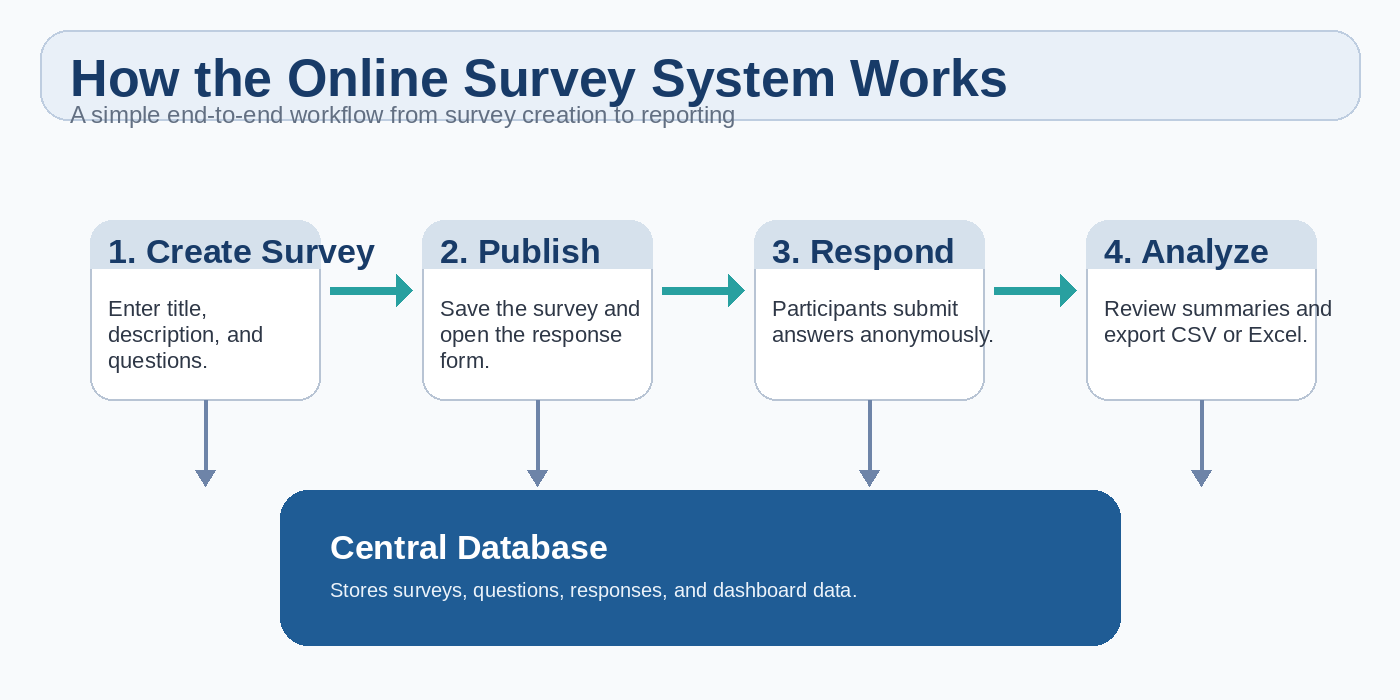 How the Online Survey System Works
A simple end-to-end workflow from survey creation to reporting
1. Create Survey
Enter title,
description, and
questions.
2. Publish
Save the survey and
open the response
form.
3. Respond
Participants submit
answers anonymously.
4. Analyze
Review summaries and
export CSV or Excel.
Central Database
Stores surveys, questions, responses, and dashboard data.